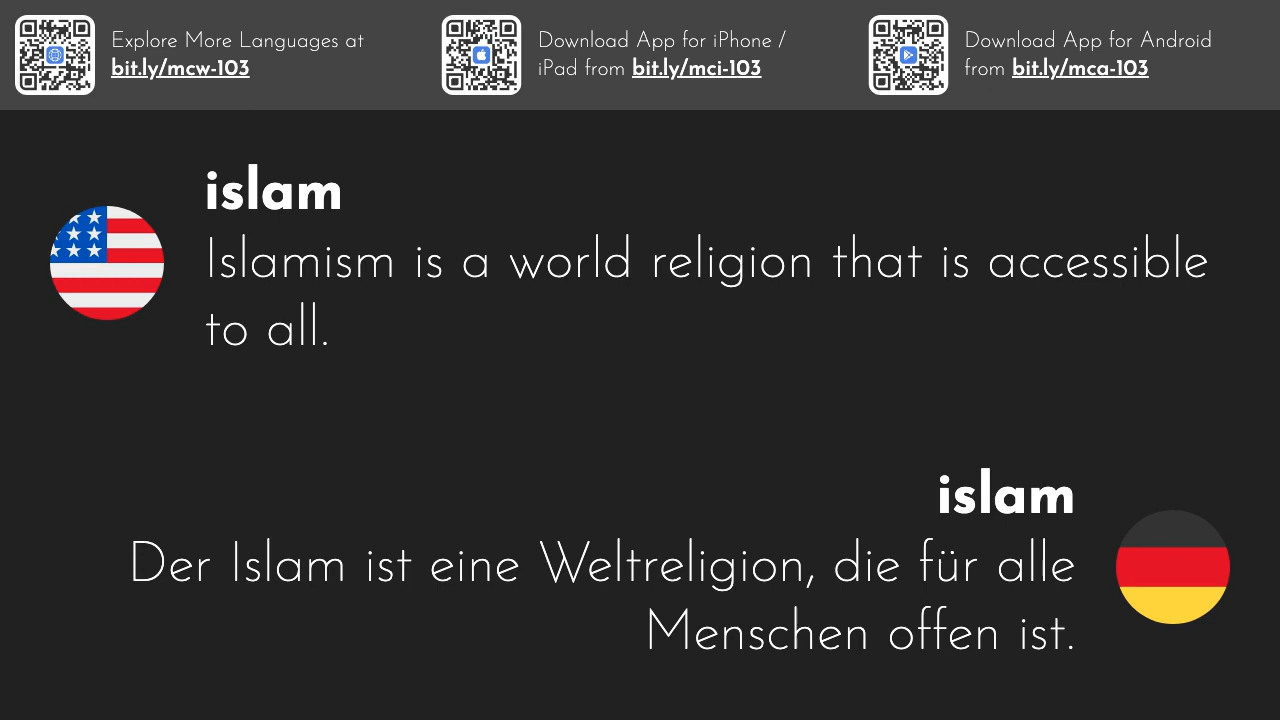 Explore More Languages at
bit.ly/mcw-103
Download App for iPhone /
iPad from bit.ly/mci-103
Download App for Android
from bit.ly/mca-103
islam
Islamism is a world religion that is accessible
to all.
islam
Der Islam ist eine Weltreligion, die für alle
Menschen offen ist.